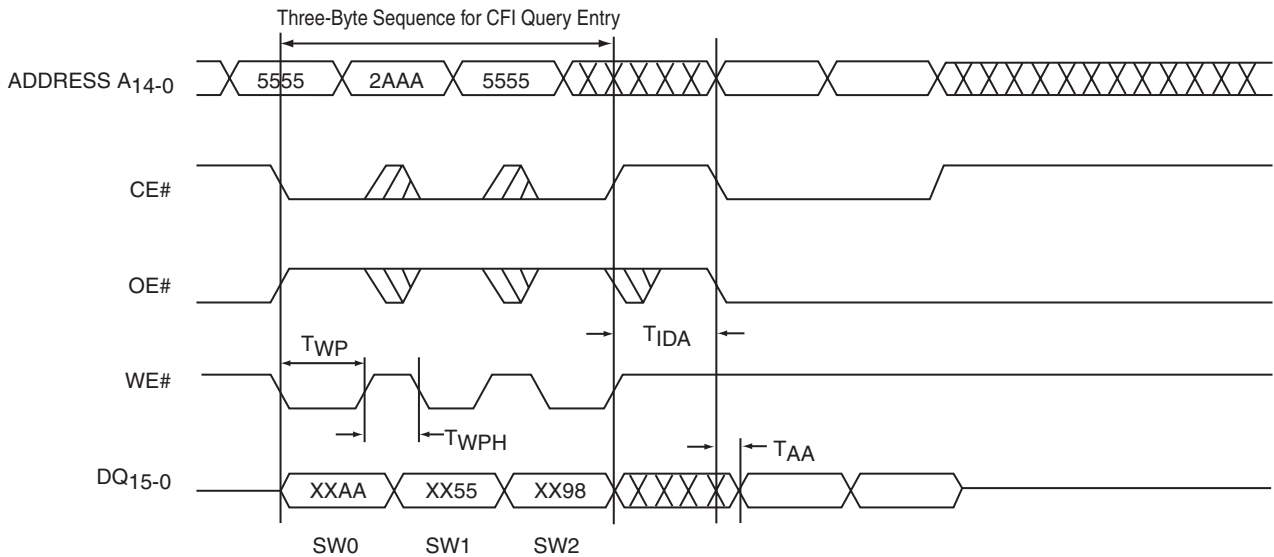 Three-Byte Sequence for CFI Query Entry
ADDRESS A14-0
5555 2AAA 5555
CE#
OE#
TIDA
TWP
WE#
TWPH
TAA
DQ15-0
XXAA XX55 XX98
SW0 SW1 SW2